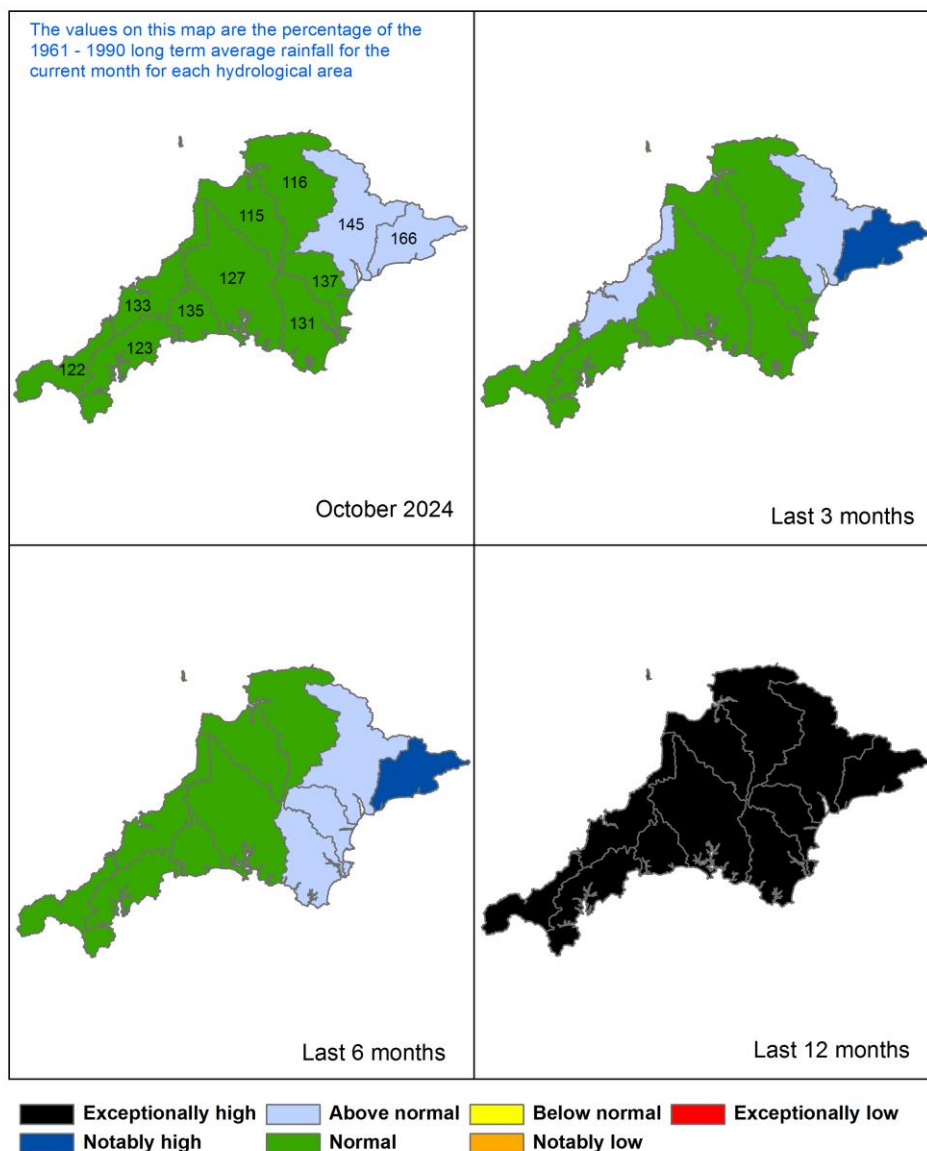 The values on this map are the percentage of the
1961 - 1990 long term average rainfall for the
current month for each hydrological area
116
115
145
166
127
137
133
135
131
123
122
October 2024
Last 3 months
Last 6 months
Last 12 months
Exceptionally high
Above normal
Below normal
Exceptionally low
Notably high
Normal
Notably low